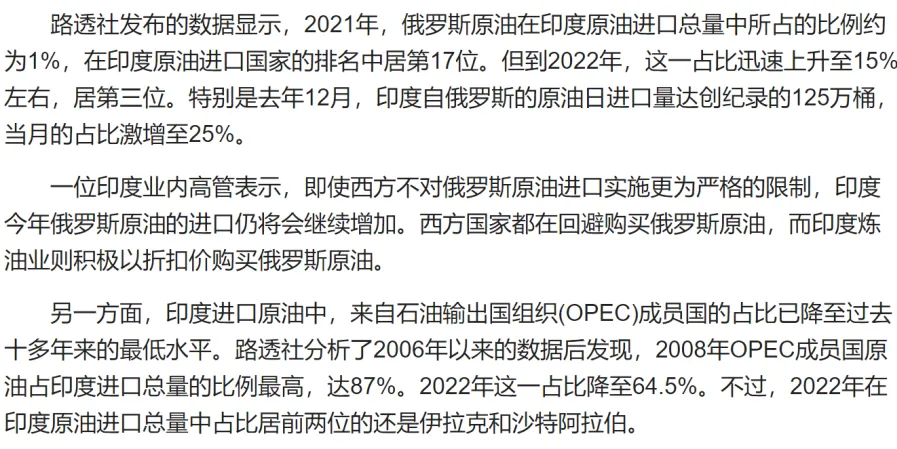 路透社发布的数据显示，2021年，俄罗斯原油在印度原油进口总量中所占的比例约
为1%，在印度原油进口国家的排名中居第17位。但到2022年，这一占比迅速上升至15%
左右，居第三位。特别是去年12月，印度自俄罗斯的原油日进口量达创纪录的125万桶，
当月的占比激增至25%。
一位印度业内高管表示，即使西方不对俄罗斯原油进口实施更为严格的限制，印度
今年俄罗斯原油的进口仍将会继续增加。西方国家都在回避购买俄罗斯原油，而印度炼
油业则积极以折扣价购买俄罗斯原油。
另一方面，印度进口原油中，来自石油输出国组织(OPEC)成员国的占比已降至过去
十多年来的最低水平。路透社分析了2006年以来的数据后发现，2008年OPEC成员国原
油占印度进口总量的比例最高，达87%。2022年这一占比降至64.5%。不过，2022年在
印度原油进口总量中占比居前两位的还是伊拉克和沙特阿拉伯。